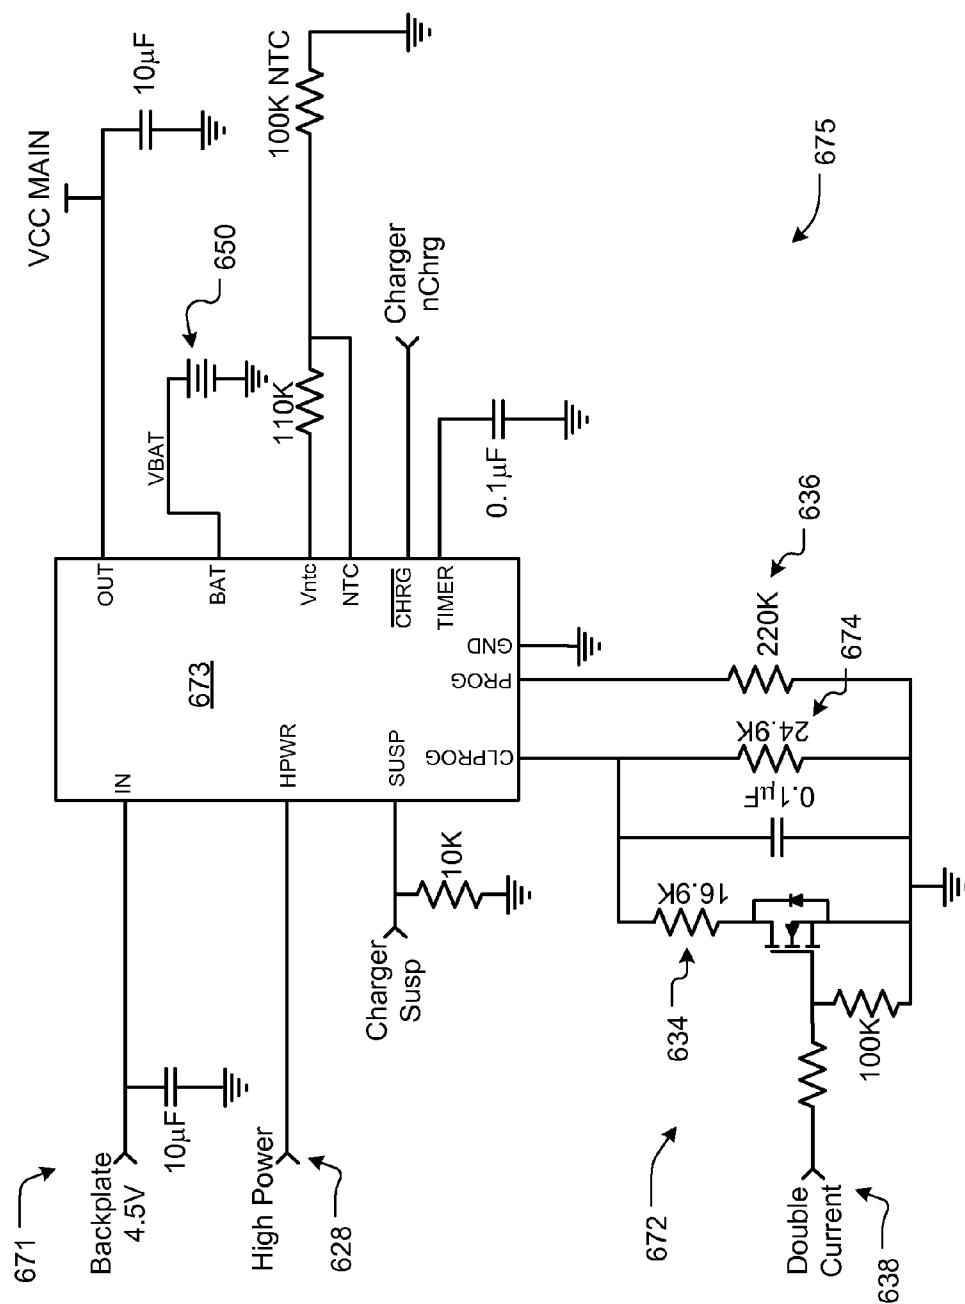 VCC MAIN
10µF
OUT
VBAT
650
BAT
110K
100K NTC
Vntc
NTC
Charger
nChrg
CHRG
TIMER
0.1µF
675
673
IN
HPWR
SUSP
CLPROG
PROG
GND
671
Backplate
4.5V
10µF
High Power
628
Charger
Susp
10K
220K
636
24.9K
674
0.1µF
16.9K
634
672
100K
Double
Current
638